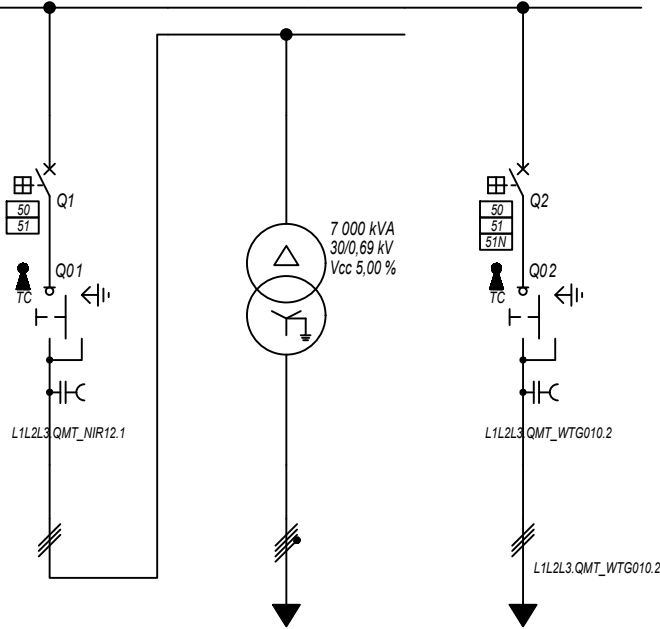 Q1
50
51
Q01
TC
L1L2L3.QMT_NIR12.1
7 000 kVA
30/0,69 kV
Vcc 5,00 %
Q2
50
51
51N
Q02
TC
L1L2L3.QMT_WTG010.2
L1L2L3.QMT_WTG010.2